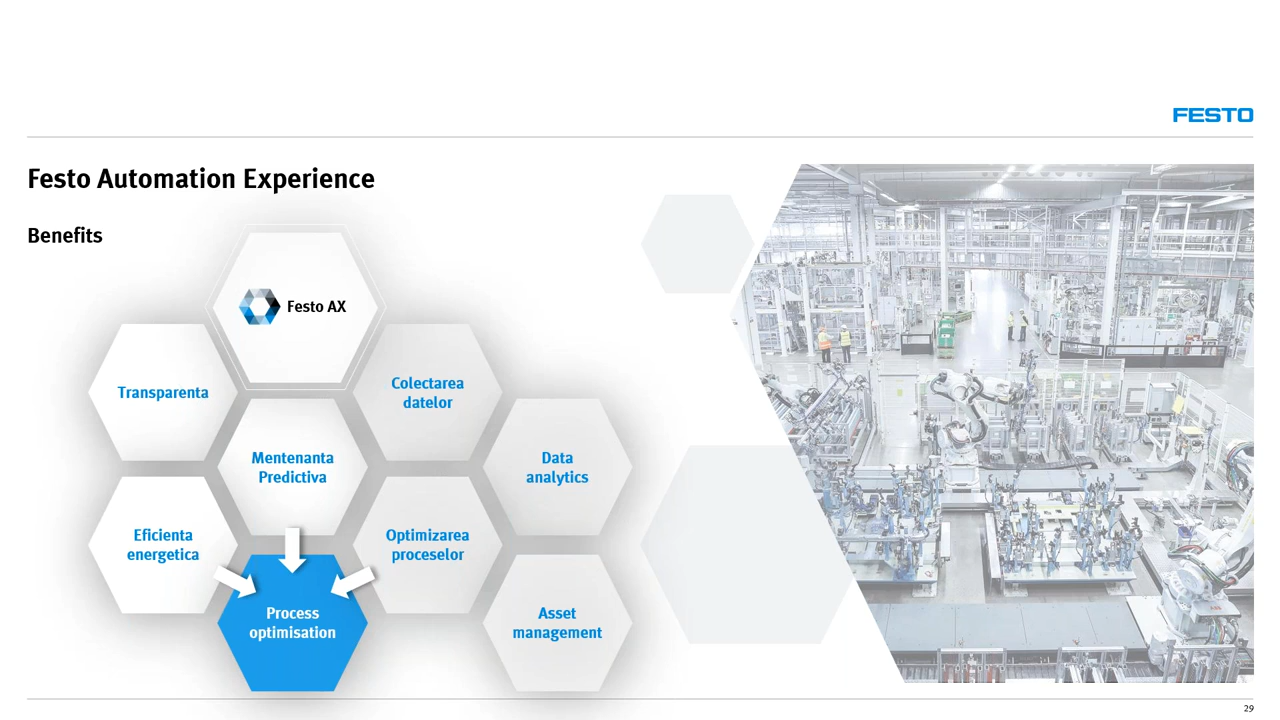 FESTO
Festo Automation Experience
Benefits
Festo AX
Transparenta
Colectarea
datelor
Mentenanta
Predictiva
Data
analytics
Eficienta
energetica
Optimizarea
proceselor
Process
optimisation
Asset
management
29